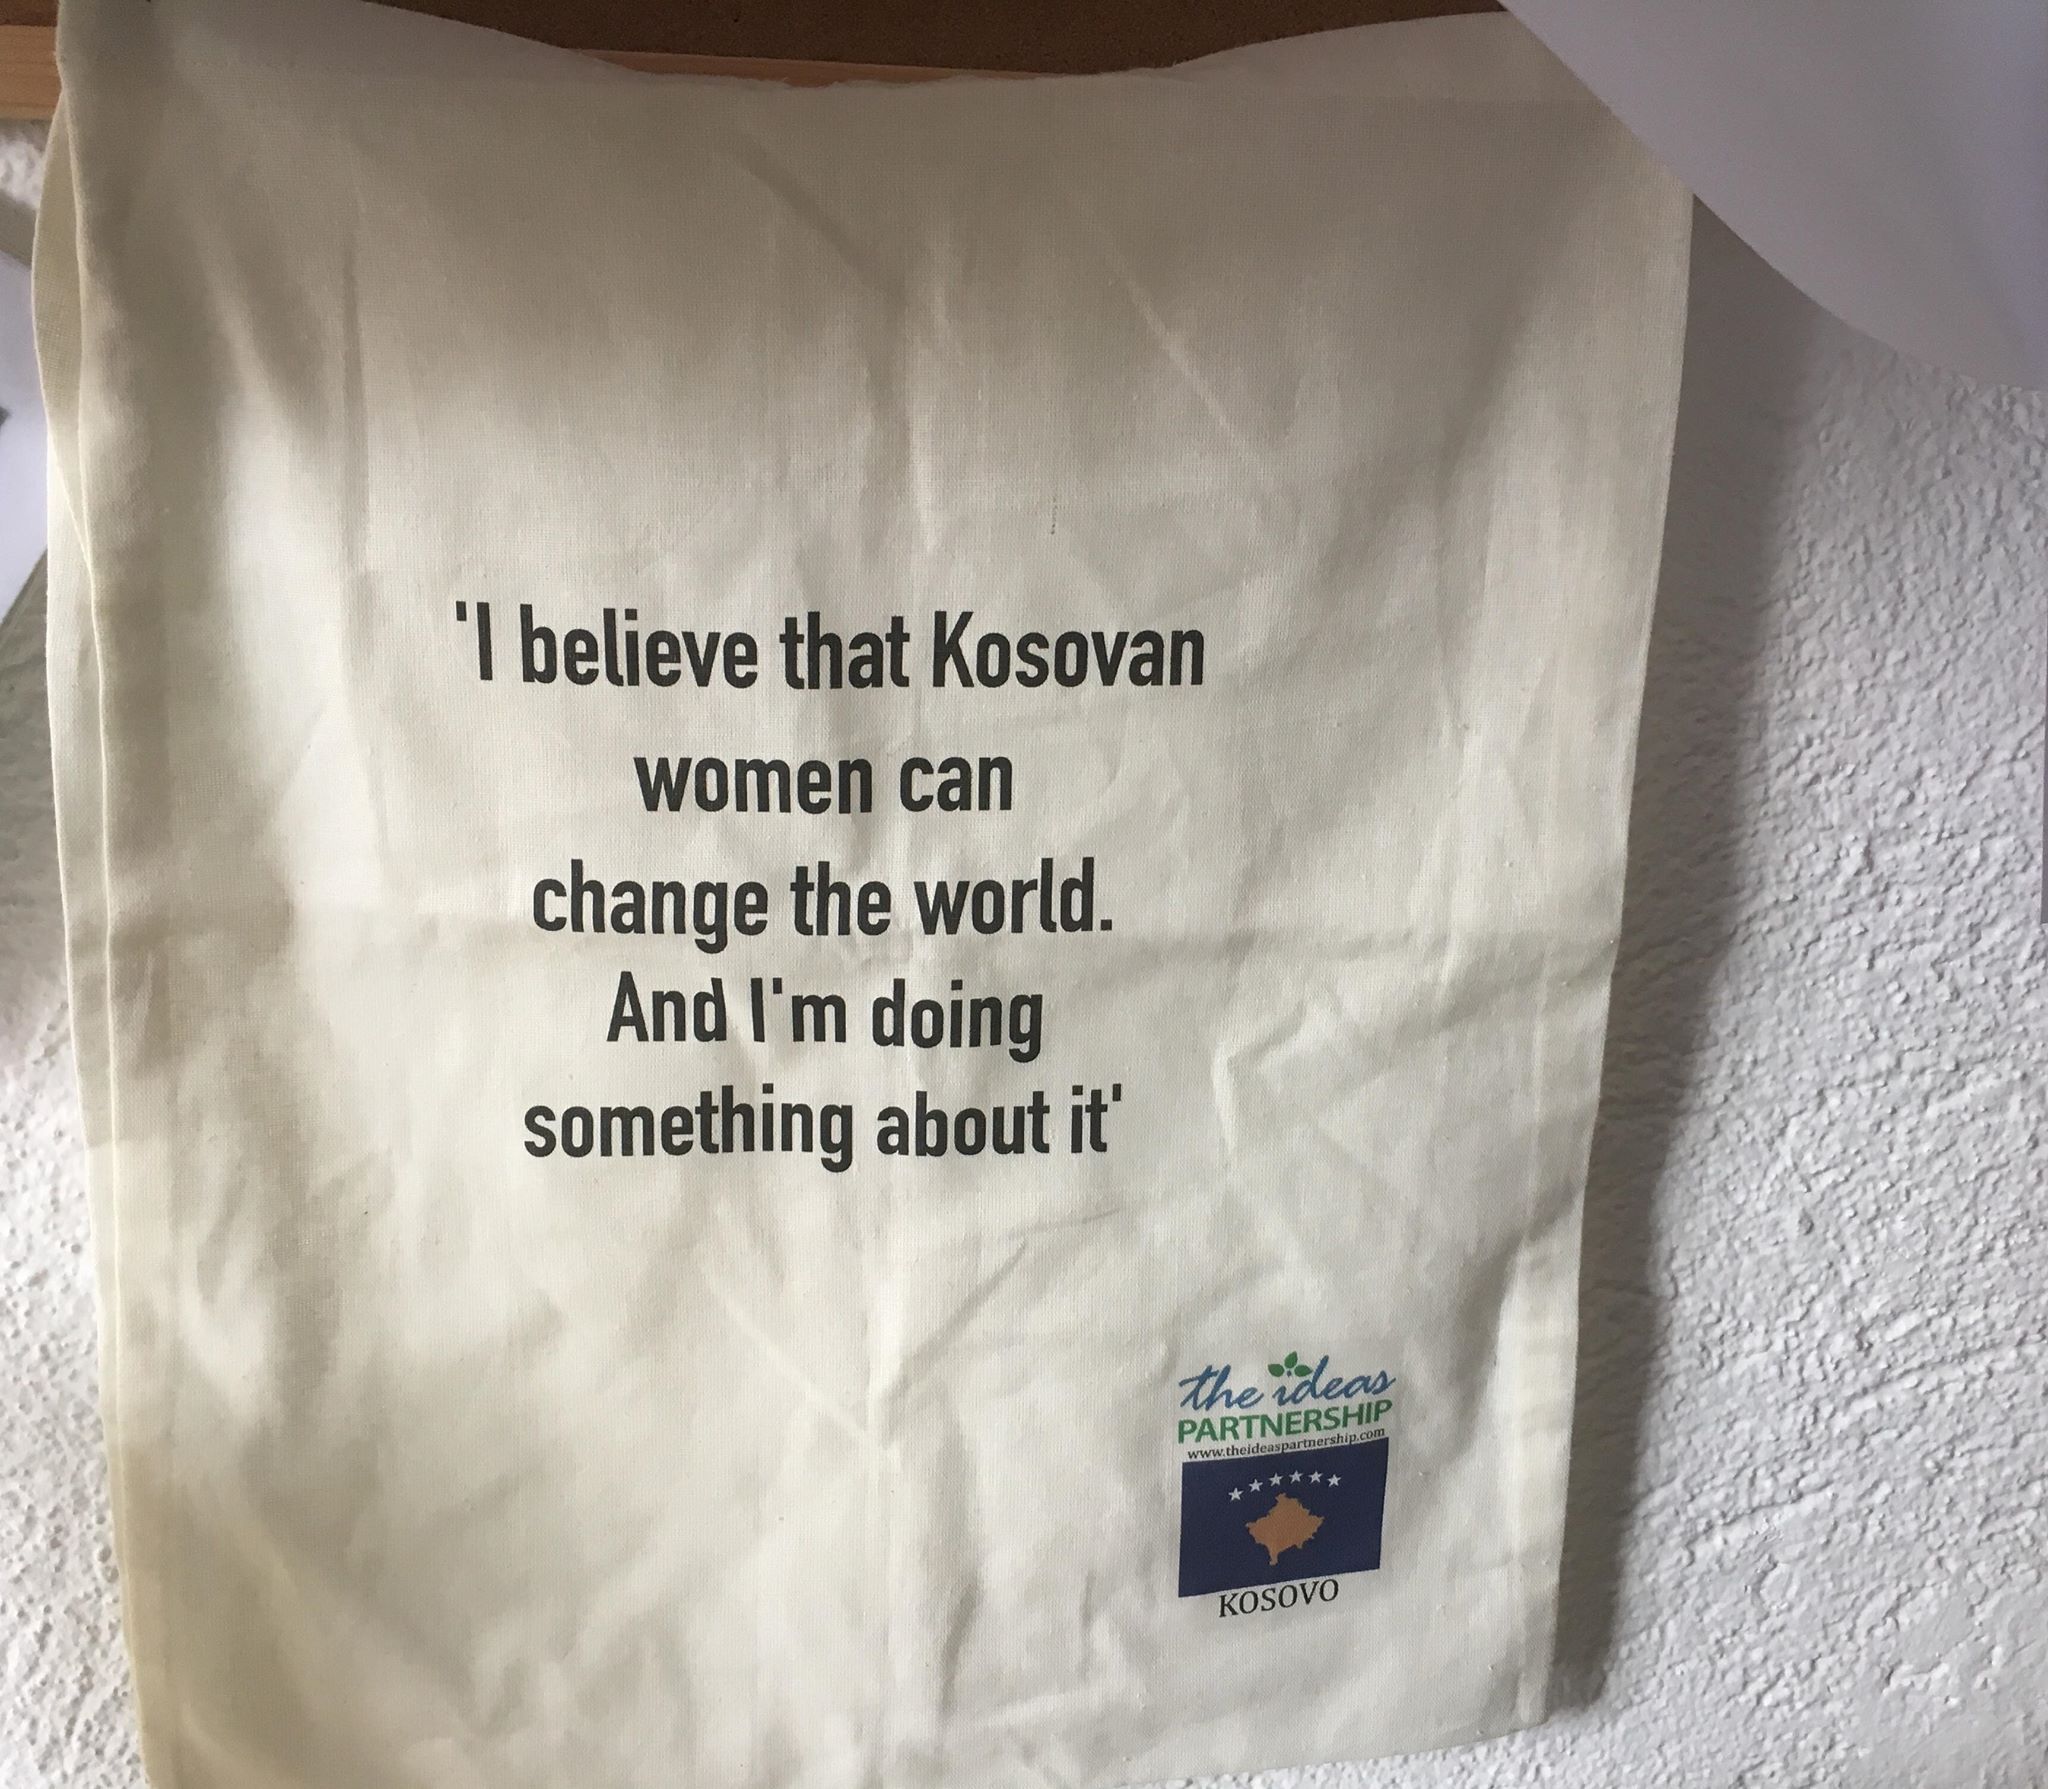 'I believe that Kosovan
women can
change the world.
And I'm doing
something about it'
the ideas
PARTNERSHIP
www.theideaspartnership.com
KOSOVO